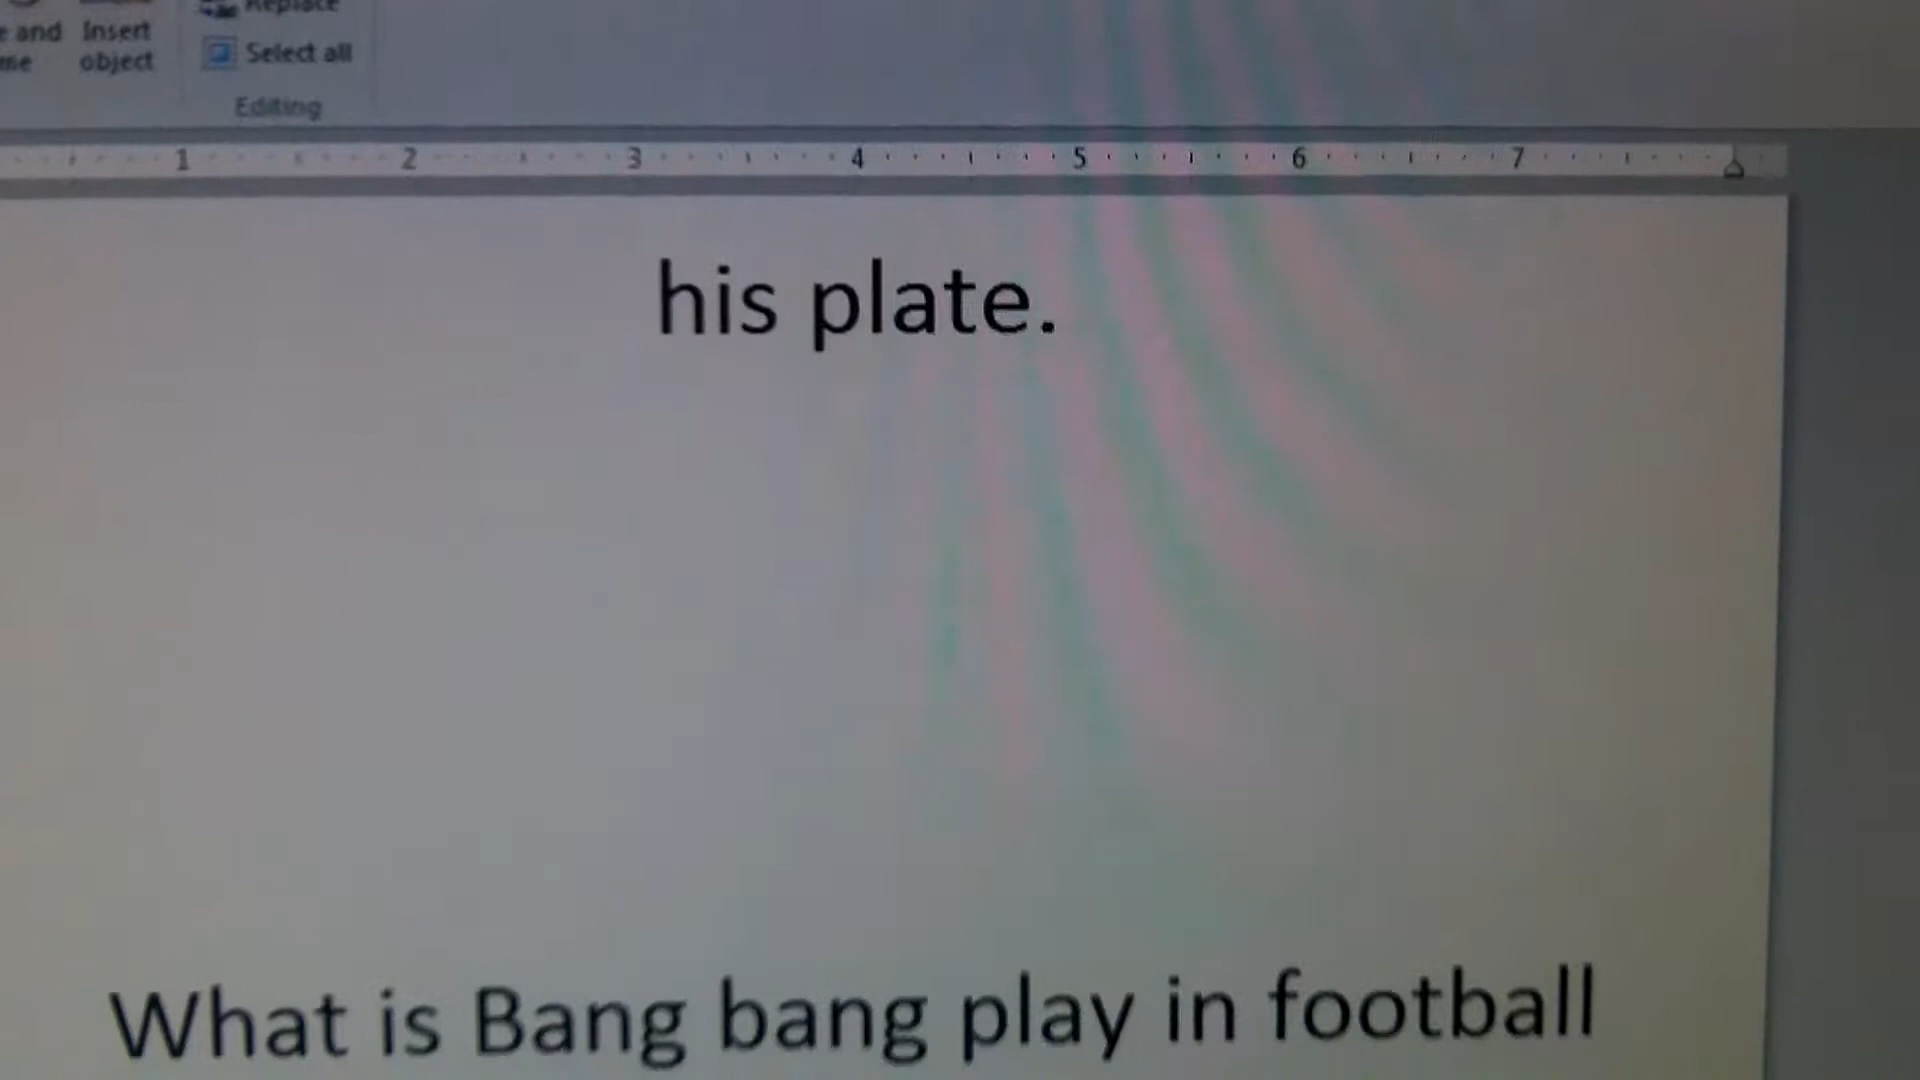 Replace
e and Insert
me object
Select all
Editing
1 2 3 4 5 6 7
his plate.
What is Bang bang play in football